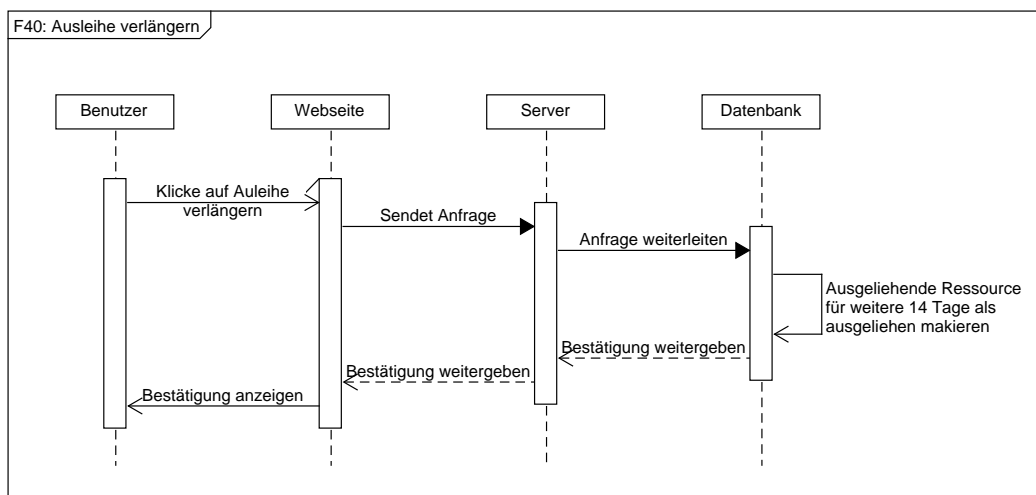 F40: Ausleihe verlängern
Benutzer
Webseite
Server
Datenbank
Klicke auf Auleihe
verlängern
Sendet Anfrage
Anfrage weiterleiten
Ausgeliehende Ressource
für weitere 14 Tage als
ausgeliehen makieren
Bestätigung weitergeben
Bestätigung weitergeben
Bestätigung anzeigen